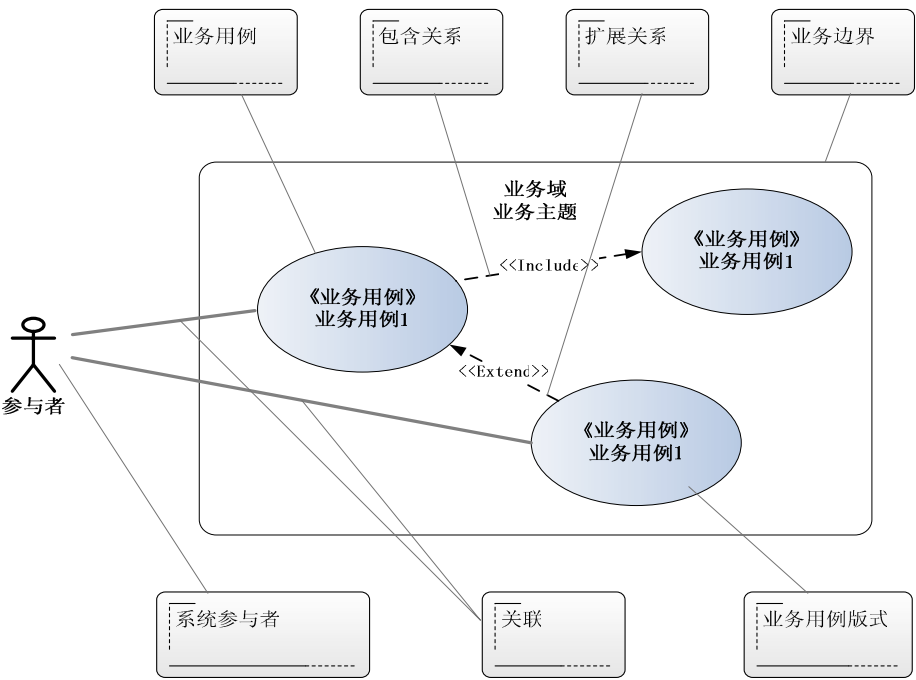 业务用例
包含关系
扩展关系
业务边界
业务域
业务主题
《业务用例》
业务用例1
<<Include>>
《业务用例》
业务用例1
<<Extend>>
参与者
《业务用例》
业务用例1
系统参与者
关联
业务用例版式